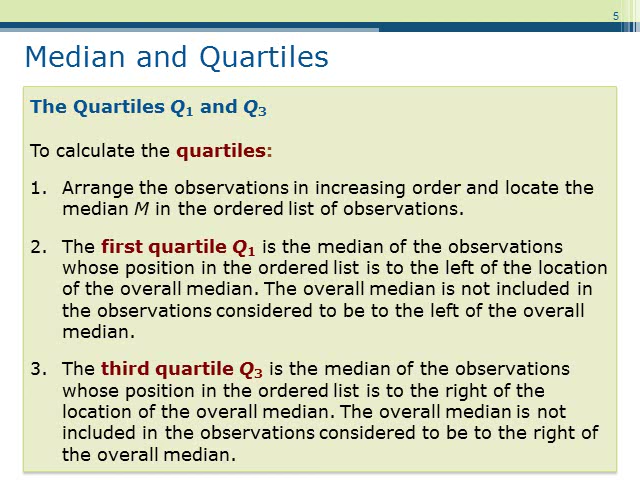 5
Median and Quartiles
The Quartiles Q1 and Q3
To calculate the quartiles:
1. Arrange the observations in increasing order and locate the
median M in the ordered list of observations.
2. The first quartile Q1 is the median of the observations
whose position in the ordered list is to the left of the location
of the overall median. The overall median is not included in
the observations considered to be to the left of the overall
median.
3. The third quartile Q3 is the median of the observations
whose position in the ordered list is to the right of the
location of the overall median. The overall median is not
included in the observations considered to be to the right of
the overall median.